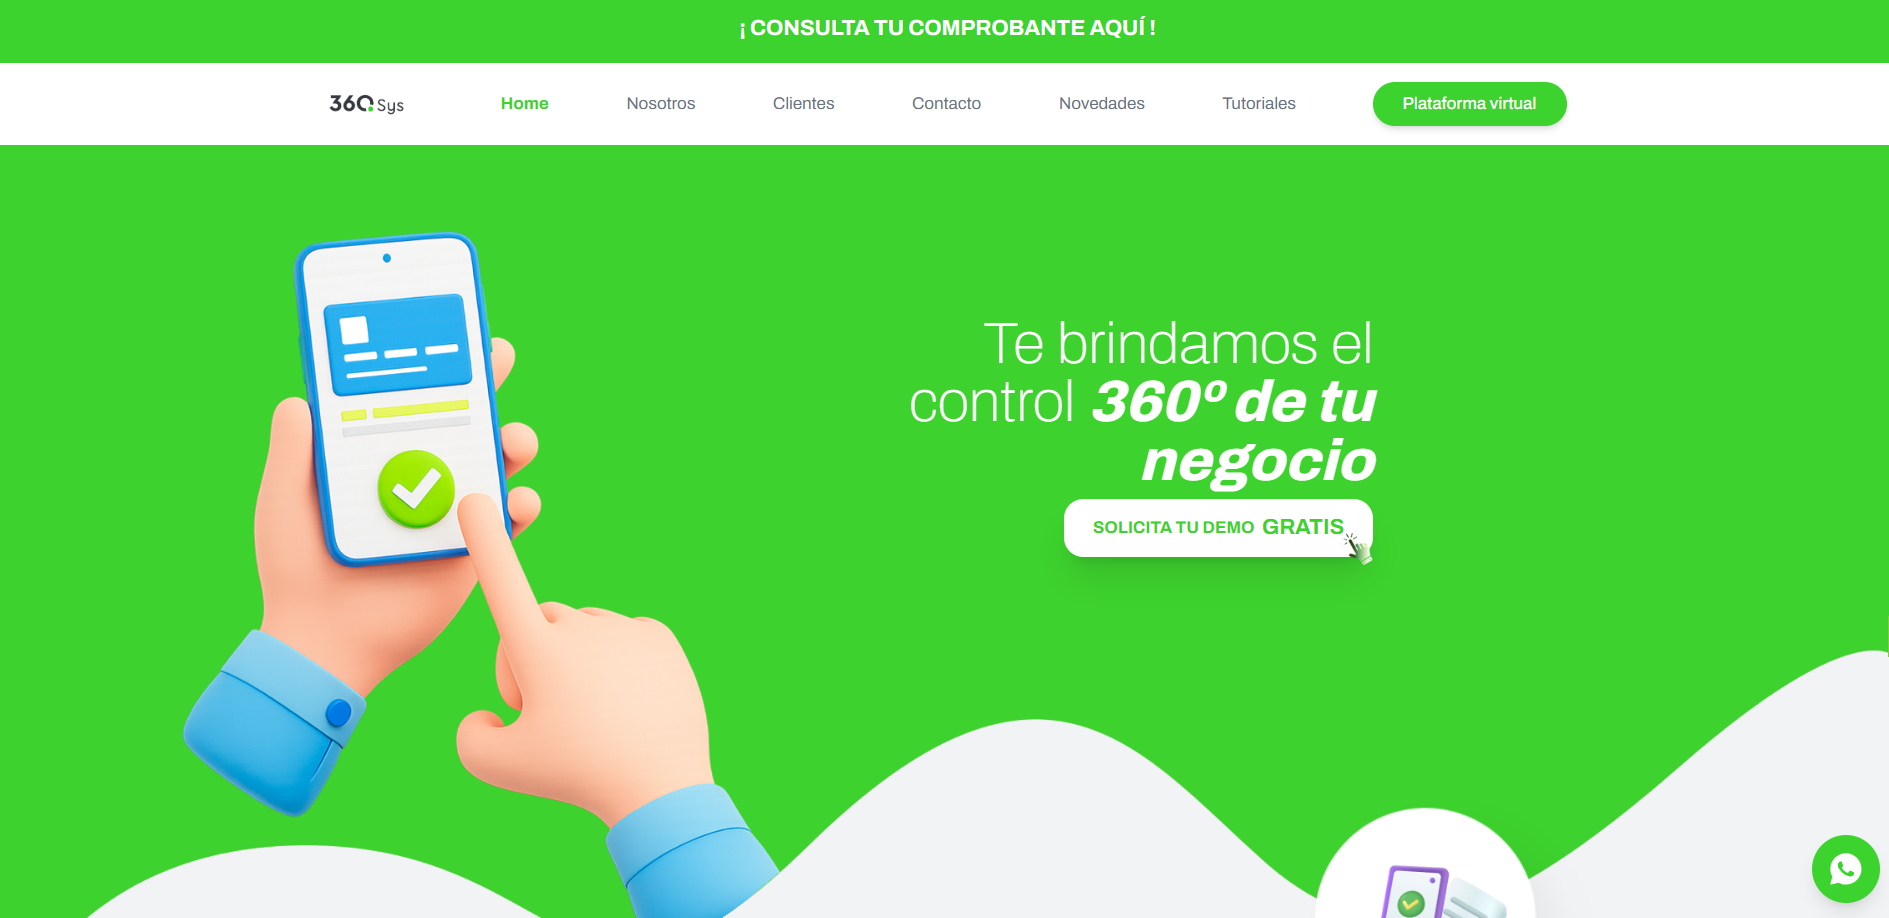 ¡ CONSULTA TU COMPROBANTE AQUÍ !
360 Sys
Home
Nosotros
Clientes
Contacto
Novedades
Tutoriales
Plataforma virtual
Te brindamos el
control 360º de tu
negocio
SOLICITA TU DEMO GRATIS